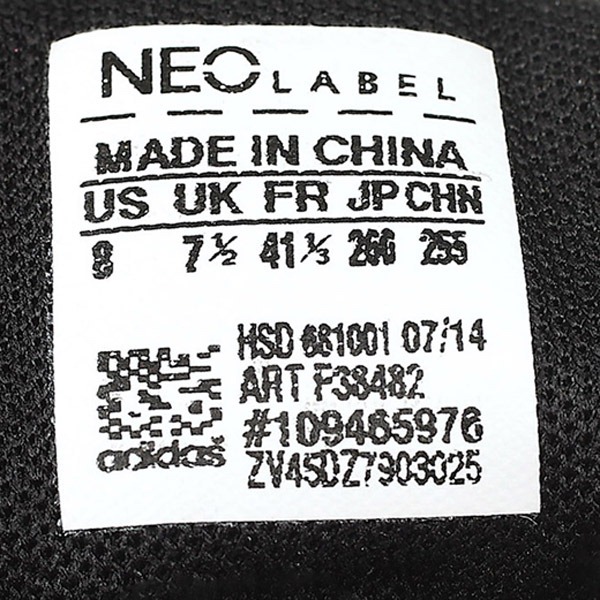 NEO LABEL
MADE IN CHINA
US UK FR JP CHN
8 7½ 41⅓ 260 255
HSD 681001 07/14
ART F38482
#109465976
ZV45DZ7903025
adidas